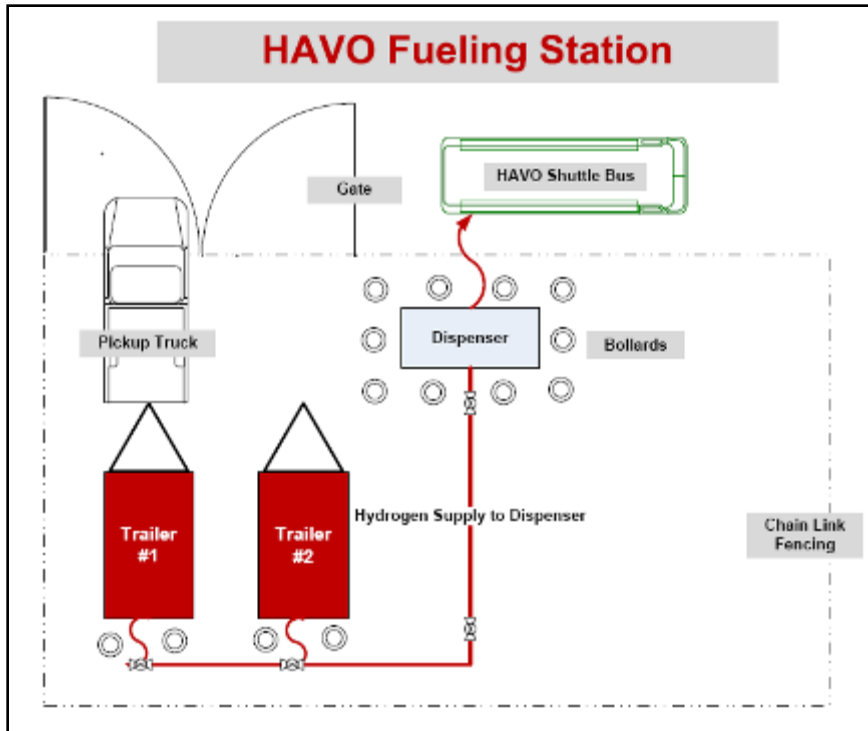 HAVO Fueling Station
HAVO Shuttle Bus
Gate
Dispenser
Pickup Truck
Bollards
Trailer
#1
Trailer
#2
Hydrogen Supply to Dispenser
Chain Link
Fencing